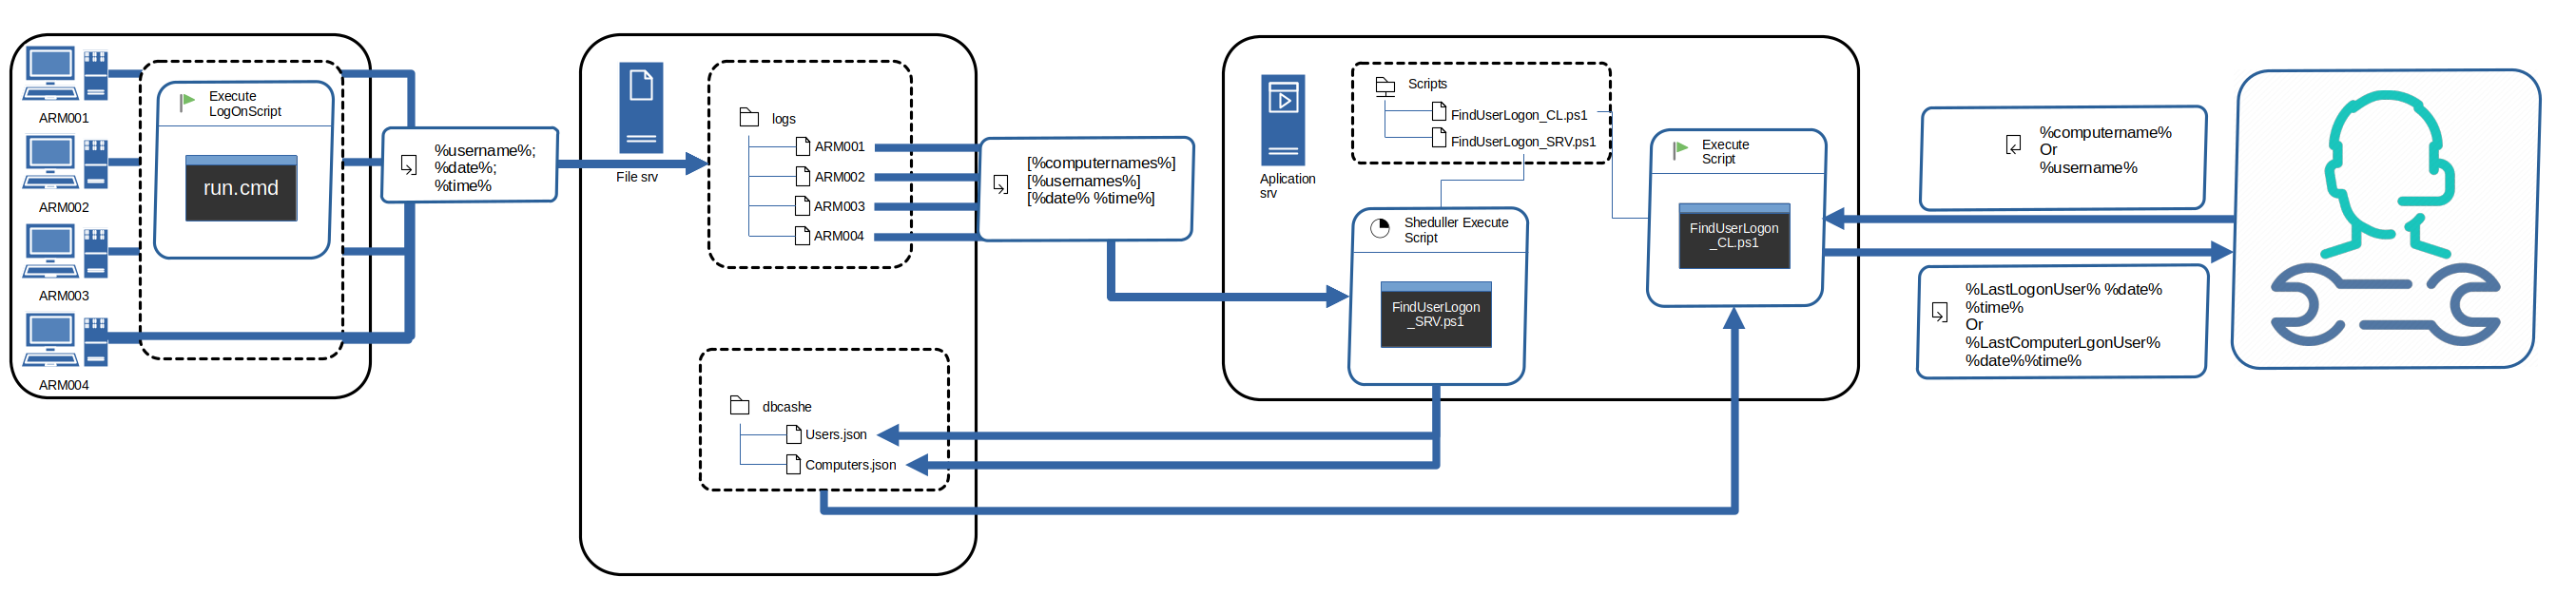 ARM001
ARM002
ARM003
ARM004
Execute
LogOnScript
run.cmd
%username%;
%date%;
%time%
File srv
logs
ARM001
ARM002
ARM003
ARM004
dbcashe
Users.json
Computers.json
[%computernames%]
[%usernames%]
[%date% %time%]
Aplication
srv
Scripts
FindUserLogon_CL.ps1
FindUserLogon_SRV.ps1
Sheduller Execute
Script
FindUserLogon
_SRV.ps1
Execute
Script
FindUserLogon
_CL.ps1
%computername%
Or
%username%
%LastLogonUser% %date%
%time%
Or
%LastComputerLgonUser%
%date%%time%